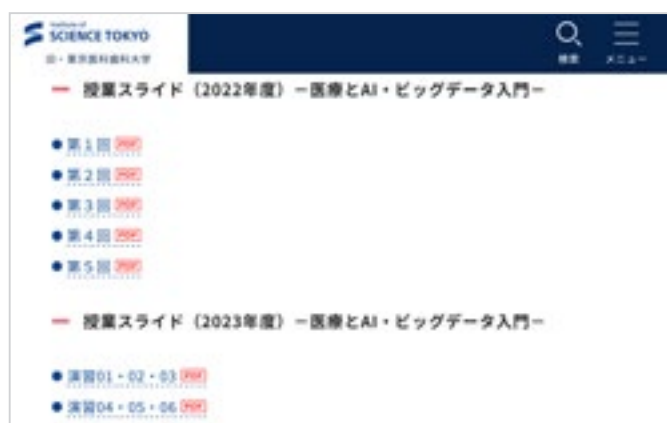 Institute of
SCIENCE TOKYO
旧・東京医科歯科大学
検索
メニュー
授業スライド（2022年度）－医療とAI・ビッグデータ入門－
第１回 PDF
第２回 PDF
第３回 PDF
第４回 PDF
第５回 PDF
授業スライド（2023年度）－医療とAI・ビッグデータ入門－
演習01・02・03 PDF
演習04・05・06 PDF